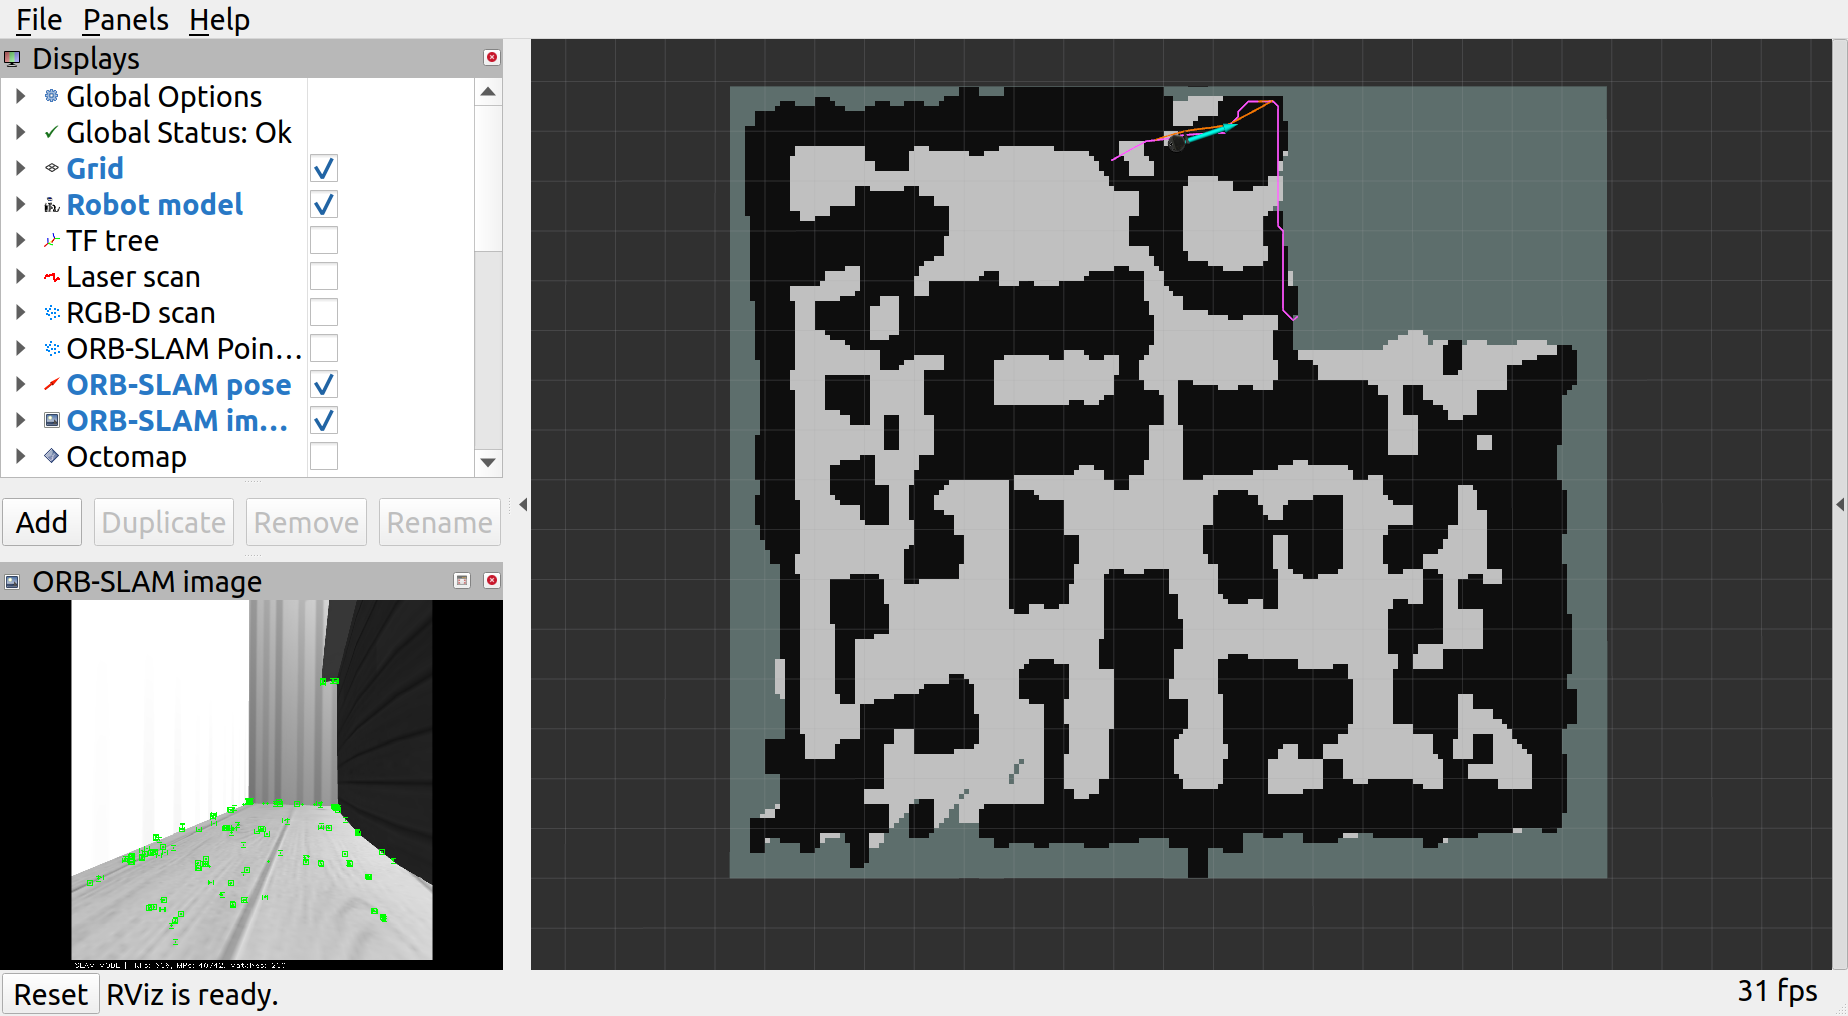 File Panels Help
Displays
Global Options
Global Status: Ok
Grid
Robot model
TF tree
Laser scan
RGB-D scan
ORB-SLAM Poin...
ORB-SLAM pose
ORB-SLAM im...
Octomap
Add Duplicate Remove Rename
ORB-SLAM image
SLAM MODE |
Reset RViz is ready.
31 fps